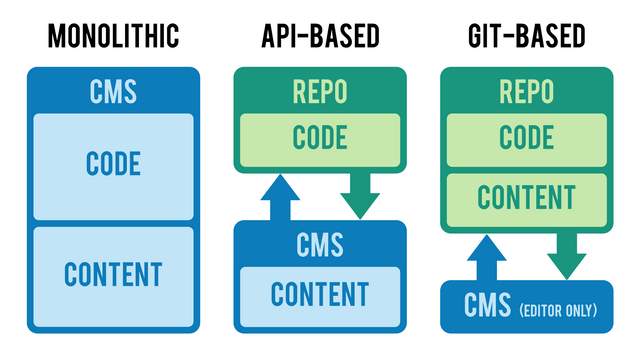 MONOLITHIC
CMS
CODE
CONTENT
API-BASED
REPO
CODE
CMS
CONTENT
GIT-BASED
REPO
CODE
CONTENT
CMS (EDITOR ONLY)